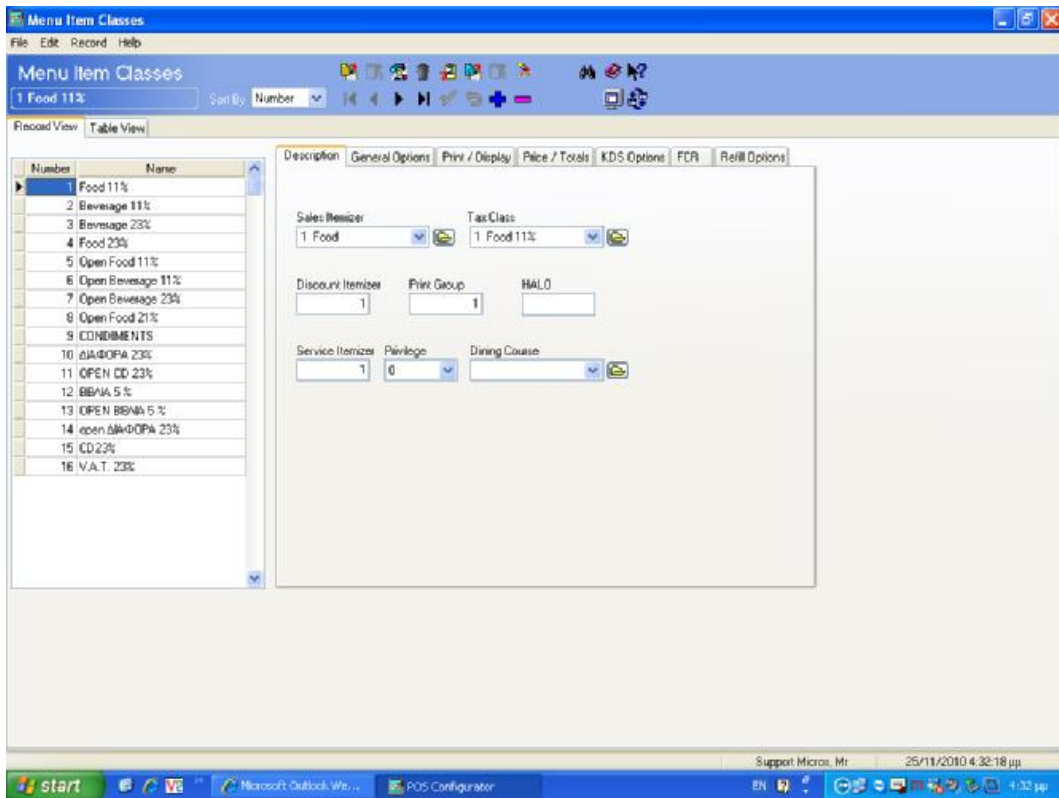 Menu Item Classes
File Edit Record Help
Menu Item Classes
1 Food 11%
Sort By Number
Record View Table View
Description General Options Print / Display Price / Totals KDS Options FCR Refill Options
Number Name
1 Food 11%
2 Beverage 11%
3 Beverage 23%
4 Food 23%
5 Open Food 11%
6 Open Beverage 11%
7 Open Beverage 23%
8 Open Food 21%
9 CONDIMENTS
10 ΔΙΑΦΟΡΑ 23%
11 OPEN CD 23%
12 ΒΙΒΛΙΑ 5 %
13 OPEN ΒΙΒΛΙΑ 5 %
14 open ΔΙΑΦΟΡΑ 23%
15 CD 23%
16 V.A.T. 23%
Sales Itemizer Tax Class
1 Food 1 Food 11%
Discount Itemizer Print Group HALO
1 1
Service Itemizer Privilege Dining Course
1 0
Support Micros, Mr 25/11/2010 4:32:18 μμ
start Microsoft Outlook We... POS Configurator EN 4:32 μμ